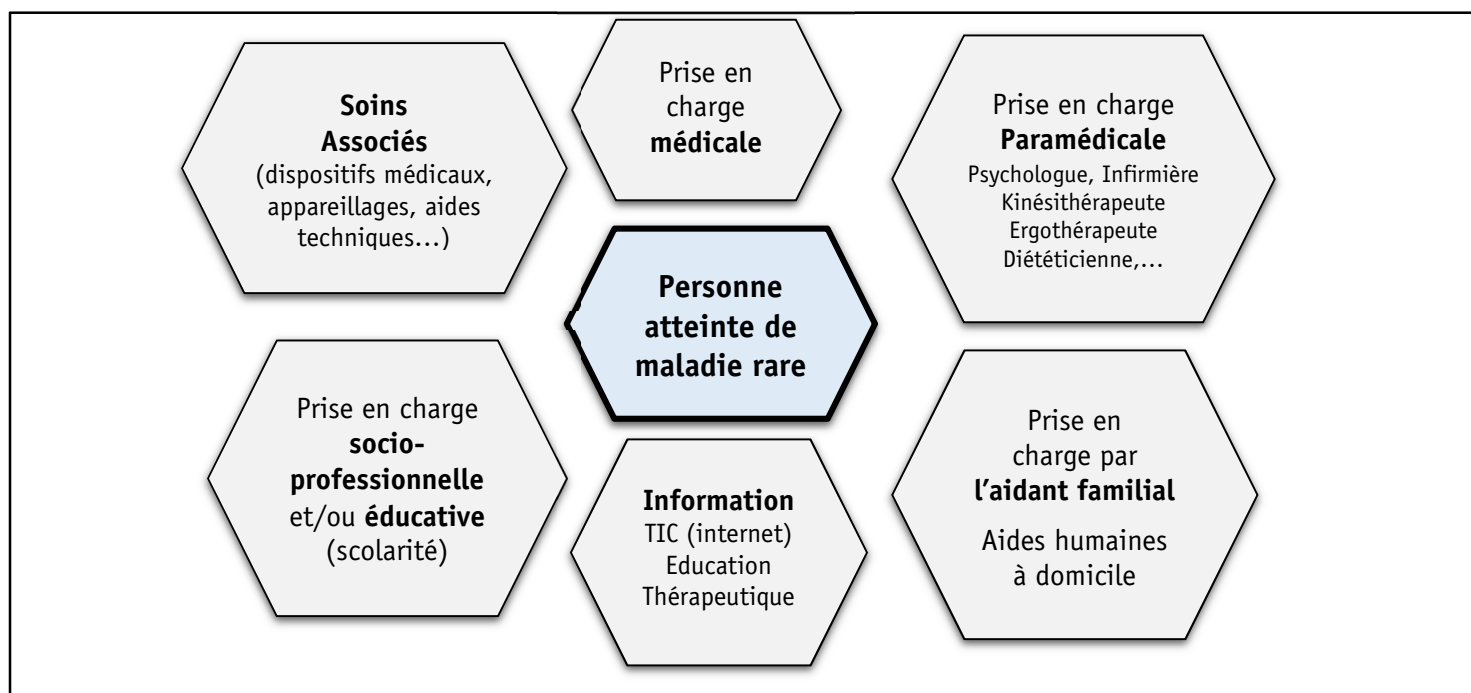 Soins
Associés
(dispositifs médicaux,
appareillages, aides
techniques...)
Prise en
charge
médicale
Prise en charge
Paramédicale
Psychologue, Infirmière
Kinésithérapeute
Ergothérapeute
Diététicienne,...
Personne
atteinte de
maladie rare
Prise en charge
socio-
professionnelle
et/ou éducative
(scolarité)
Information
TIC (internet)
Education
Thérapeutique
Prise en
charge par
l'aidant familial
Aides humaines
à domicile